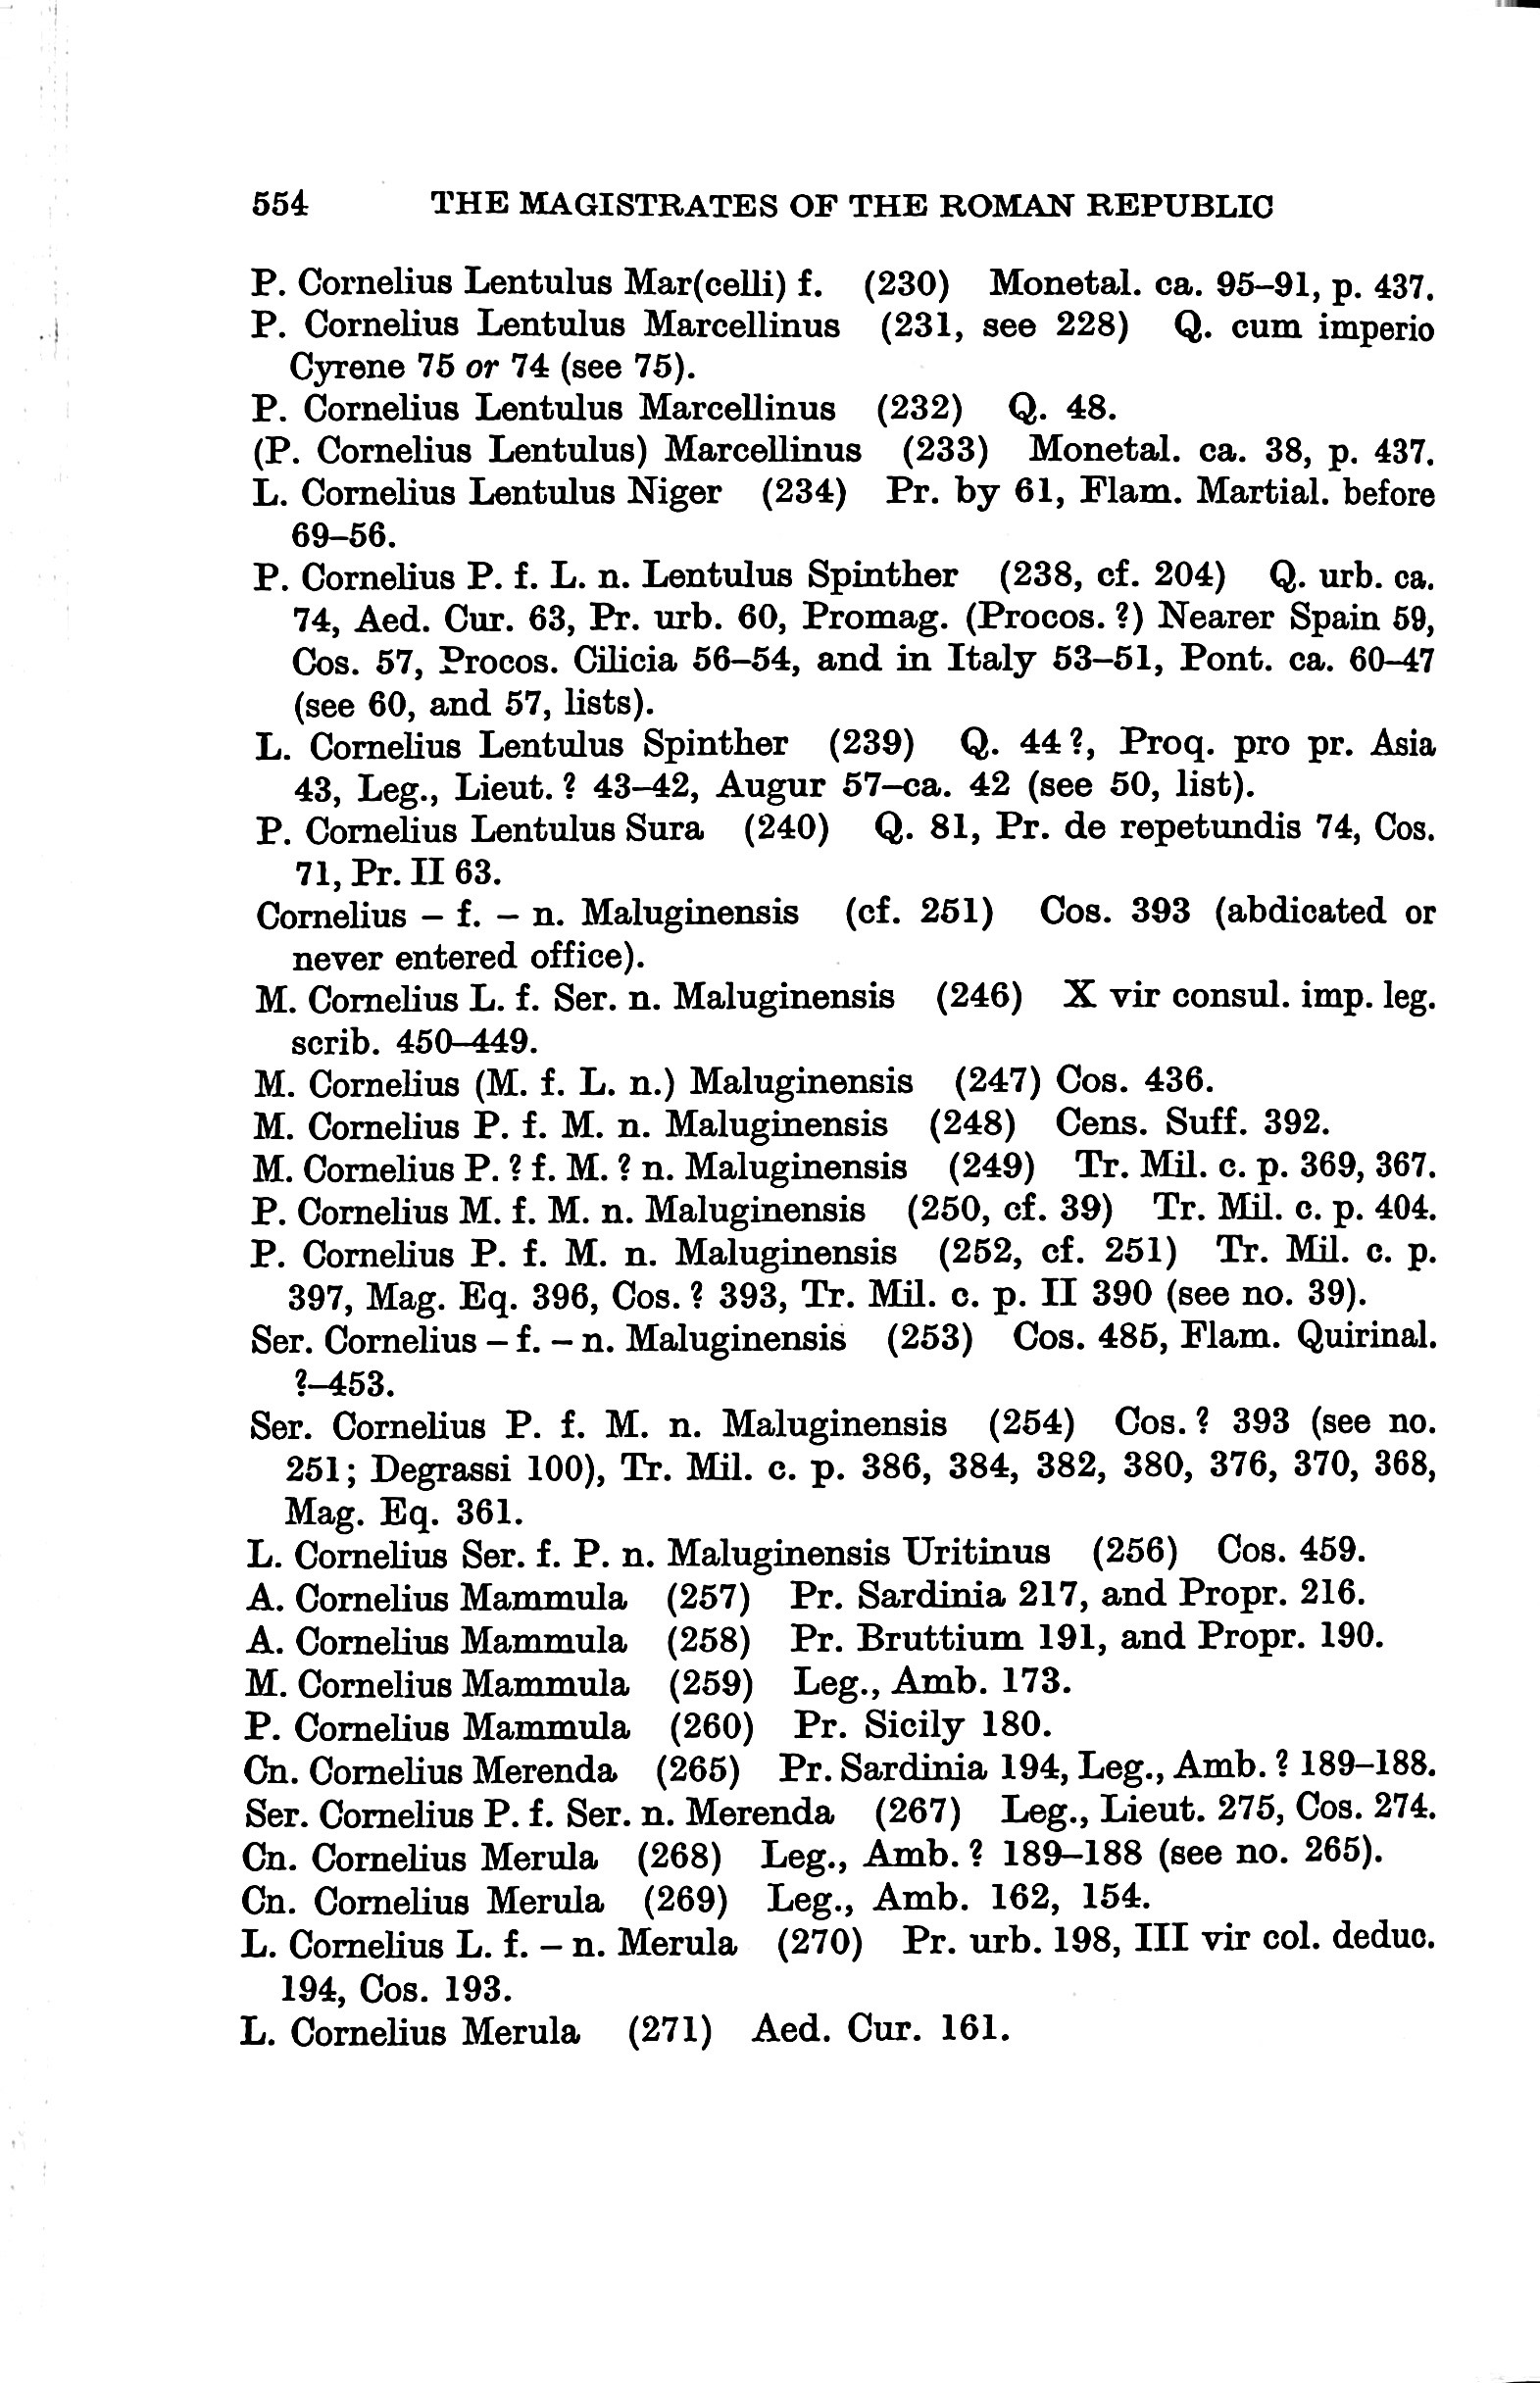 554 THE MAGISTRATES OF THE ROMAN REPUBLIC
P. Cornelius Lentulus Mar(celli) f. (230) Monetal. ca. 95–91, p. 437.
P. Cornelius Lentulus Marcellinus (231, see 228) Q. cum imperio
Cyrene 75 or 74 (see 75).
P. Cornelius Lentulus Marcellinus (232) Q. 48.
(P. Cornelius Lentulus) Marcellinus (233) Monetal. ca. 38, p. 437.
L. Cornelius Lentulus Niger (234) Pr. by 61, Flam. Martial. before
69–56.
P. Cornelius P. f. L. n. Lentulus Spinther (238, cf. 204) Q. urb. ca.
74, Aed. Cur. 63, Pr. urb. 60, Promag. (Procos. ?) Nearer Spain 59,
Cos. 57, Procos. Cilicia 56–54, and in Italy 53–51, Pont. ca. 60–47
(see 60, and 57, lists).
L. Cornelius Lentulus Spinther (239) Q. 44 ?, Proq. pro pr. Asia
43, Leg., Lieut. ? 43–42, Augur 57–ca. 42 (see 50, list).
P. Cornelius Lentulus Sura (240) Q. 81, Pr. de repetundis 74, Cos.
71, Pr. II 63.
Cornelius – f. – n. Maluginensis (cf. 251) Cos. 393 (abdicated or
never entered office).
M. Cornelius L. f. Ser. n. Maluginensis (246) X vir consul. imp. leg.
scrib. 450–449.
M. Cornelius (M. f. L. n.) Maluginensis (247) Cos. 436.
M. Cornelius P. f. M. n. Maluginensis (248) Cens. Suff. 392.
M. Cornelius P. ? f. M. ? n. Maluginensis (249) Tr. Mil. c. p. 369, 367.
P. Cornelius M. f. M. n. Maluginensis (250, cf. 39) Tr. Mil. c. p. 404.
P. Cornelius P. f. M. n. Maluginensis (252, cf. 251) Tr. Mil. c. p.
397, Mag. Eq. 396, Cos. ? 393, Tr. Mil. c. p. II 390 (see no. 39).
Ser. Cornelius – f. – n. Maluginensis (253) Cos. 485, Flam. Quirinal.
?–453.
Ser. Cornelius P. f. M. n. Maluginensis (254) Cos. ? 393 (see no.
251; Degrassi 100), Tr. Mil. c. p. 386, 384, 382, 380, 376, 370, 368,
Mag. Eq. 361.
L. Cornelius Ser. f. P. n. Maluginensis Uritinus (256) Cos. 459.
A. Cornelius Mammula (257) Pr. Sardinia 217, and Propr. 216.
A. Cornelius Mammula (258) Pr. Bruttium 191, and Propr. 190.
M. Cornelius Mammula (259) Leg., Amb. 173.
P. Cornelius Mammula (260) Pr. Sicily 180.
Cn. Cornelius Merenda (265) Pr. Sardinia 194, Leg., Amb. ? 189–188.
Ser. Cornelius P. f. Ser. n. Merenda (267) Leg., Lieut. 275, Cos. 274.
Cn. Cornelius Merula (268) Leg., Amb. ? 189–188 (see no. 265).
Cn. Cornelius Merula (269) Leg., Amb. 162, 154.
L. Cornelius L. f. – n. Merula (270) Pr. urb. 198, III vir col. deduc.
194, Cos. 193.
L. Cornelius Merula (271) Aed. Cur. 161.